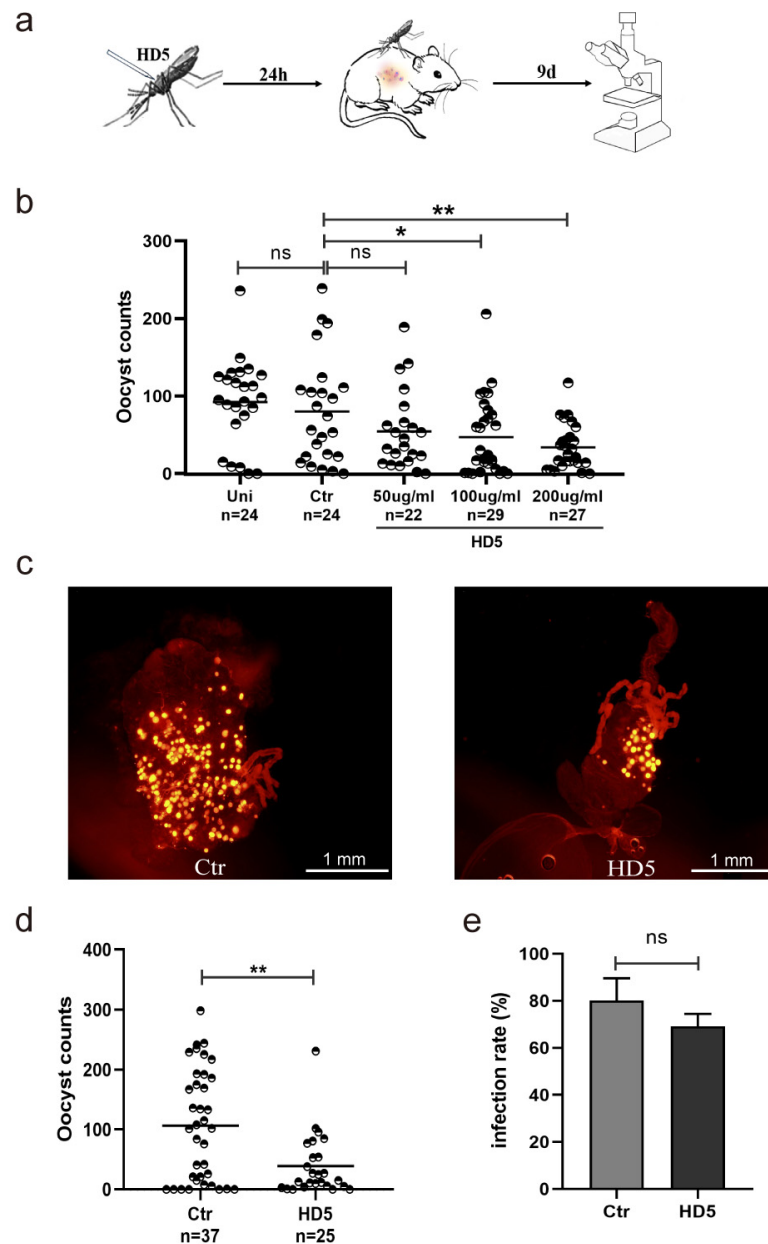 a
HD5
24h
9d
b
**
*
ns
ns
300
200
100
0
Oocyst counts
Uni
Ctr
50ug/ml
100ug/ml
200ug/ml
n=24
n=24
n=22
n=29
n=27
HD5
c
Ctr
1 mm
HD5
1 mm
d
**
400
300
200
100
0
Oocyst counts
Ctr
HD5
n=37
n=25
e
ns
100
80
60
40
20
0
infection rate (%)
Ctr
HD5